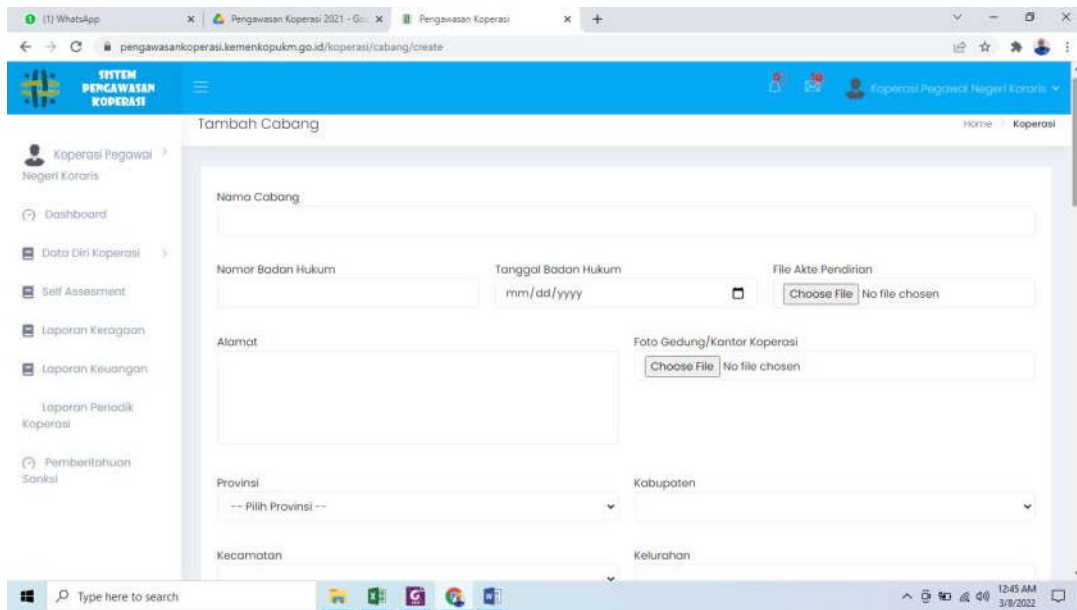 (1) WhatsApp
Pengawasan Koperasi 2021 - Go
Pengawasan Koperasi
pengawasankoperasi.kemenkopukm.go.id/koperasi/cabang/create
SISTEM
PENGAWASAN
KOPERASI
Koperasi Pegawai Negeri Koraris
Tambah Cabang
Home / Koperasi
Koperasi Pegawai
Negeri Koraris
Dashboard
Data Diri Koperasi
Self Assesment
Laporan Keragaan
Laporan Keuangan
Laporan Periodik
Koperasi
Pemberitahuan
Sanksi
Nama Cabang
Nomor Badan Hukum
Tanggal Badan Hukum
File Akte Pendirian
mm/dd/yyyy
Choose File No file chosen
Alamat
Foto Gedung/Kantor Koperasi
Choose File No file chosen
Provinsi
Kabupaten
-- Pilih Provinsi --
Kecamatan
Kelurahan
Type here to search
12:45 AM
3/8/2022